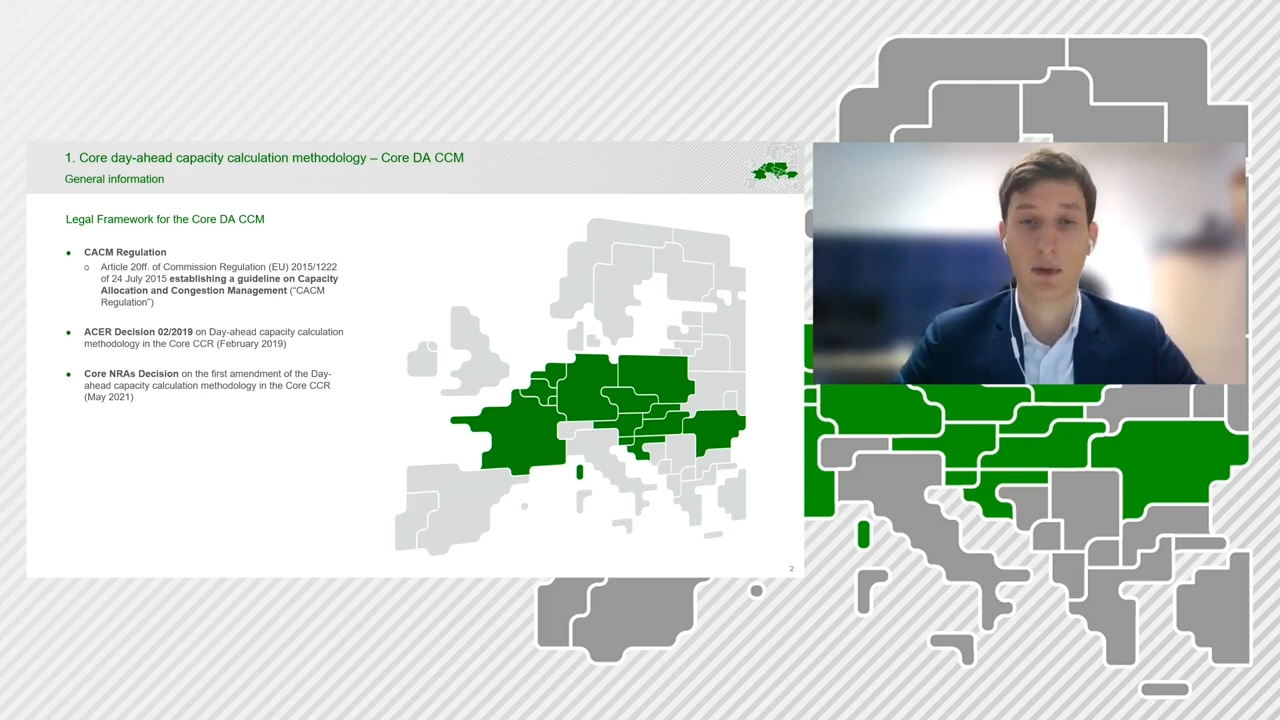 1. Core day-ahead capacity calculation methodology – Core DA CCM
General information
Legal Framework for the Core DA CCM
● CACM Regulation
o Article 20ff. of Commission Regulation (EU) 2015/1222
of 24 July 2015 establishing a guideline on Capacity
Allocation and Congestion Management (“CACM
Regulation”)
● ACER Decision 02/2019 on Day-ahead capacity calculation
methodology in the Core CCR (February 2019)
● Core NRAs Decision on the first amendment of the Day-
ahead capacity calculation methodology in the Core CCR
(May 2021)
2